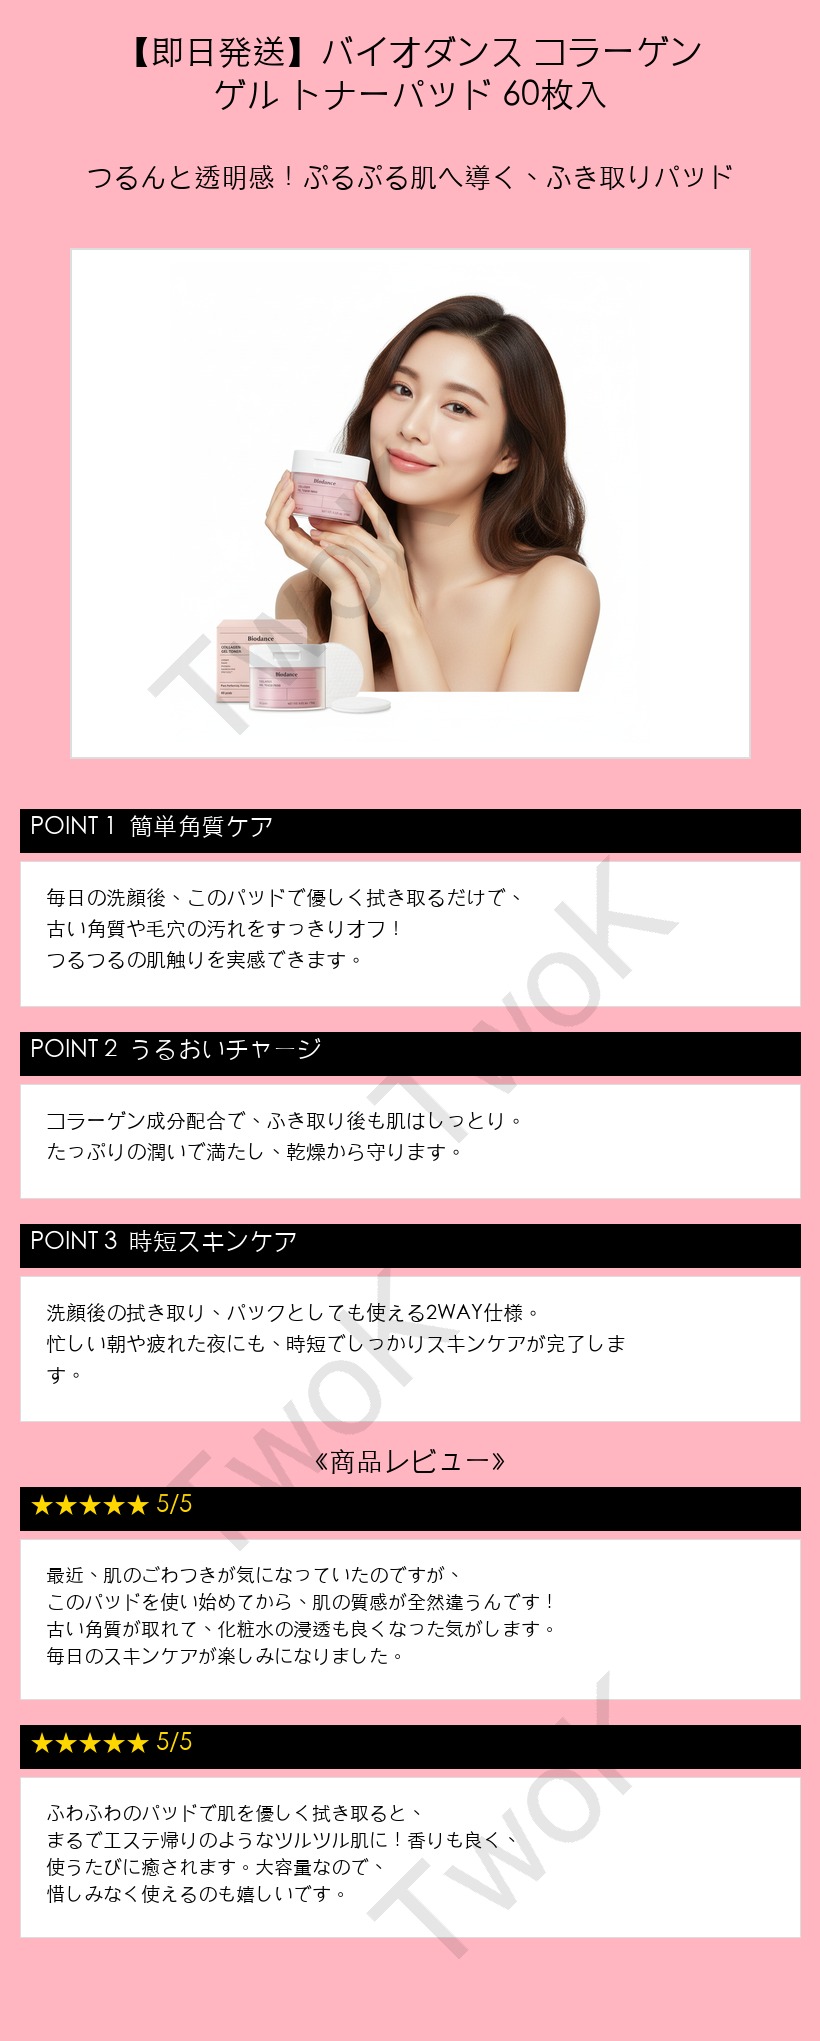 【即日発送】バイオダンス コラーゲン
ゲル トナーパッド 60枚入
つるんと透明感！ぷるぷる肌へ導く、ふき取りパッド
Biodance
Biodance
COLLAGEN
GEL TONER
Biodance
TwoK
POINT 1 簡単角質ケア
毎日の洗顔後、このパッドで優しく拭き取るだけで、
古い角質や毛穴の汚れをすっきりオフ！
つるつるの肌触りを実感できます。
TwoK
POINT 2 うるおいチャージ
コラーゲン成分配合で、ふき取り後も肌はしっとり。
たっぷりの潤いで満たし、乾燥から守ります。
POINT 3 時短スキンケア
洗顔後の拭き取り、パックとしても使える2WAY仕様。
忙しい朝や疲れた夜にも、時短でしっかりスキンケアが完了しま
す。
TwoK
《商品レビュー》
★★★★★ 5/5
最近、肌のごわつきが気になっていたのですが、
このパッドを使い始めてから、肌の質感が全然違うんです！
古い角質が取れて、化粧水の浸透も良くなった気がします。
毎日のスキンケアが楽しみになりました。
★★★★★ 5/5
ふわふわのパッドで肌を優しく拭き取ると、
まるでエステ帰りのようなツルツル肌に！香りも良く、
使うたびに癒されます。大容量なので、
惜しみなく使えるのも嬉しいです。
TwoK